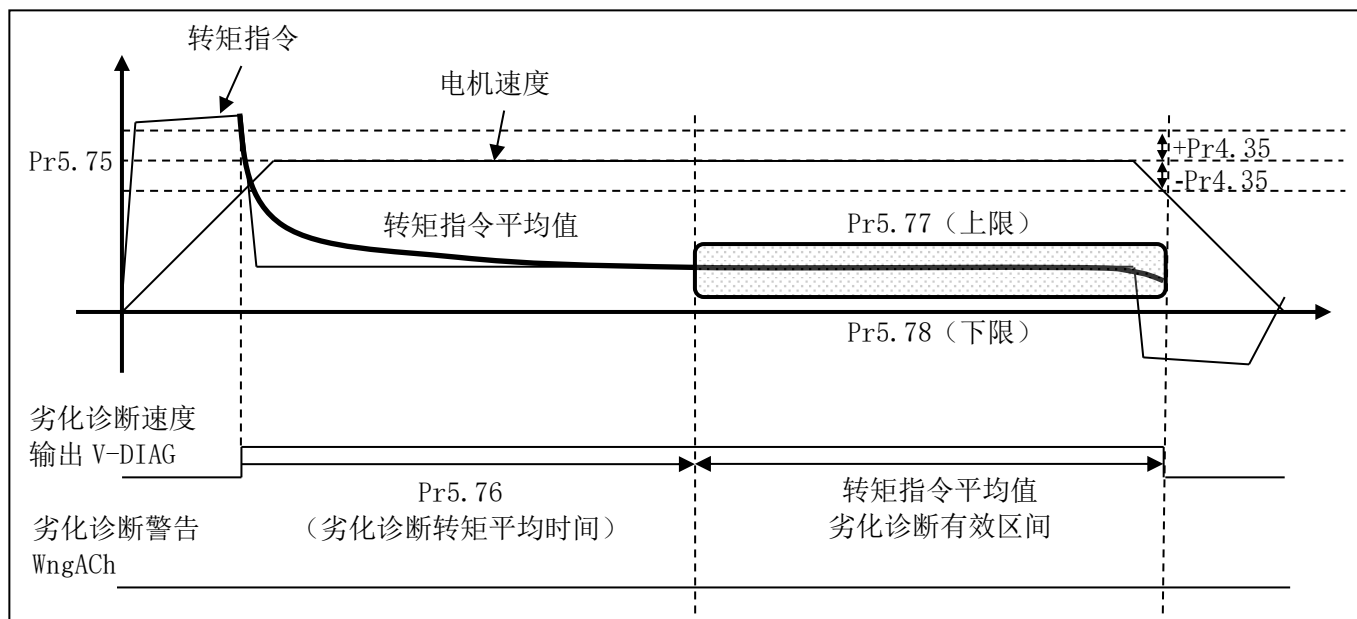 转矩指令
电机速度
Pr5.75
+Pr4.35
-Pr4.35
转矩指令平均值
Pr5.77（上限）
Pr5.78（下限）
劣化诊断速度
输出 V-DIAG
Pr5.76
（劣化诊断转矩平均时间）
转矩指令平均值
劣化诊断有效区间
劣化诊断警告
WngACh